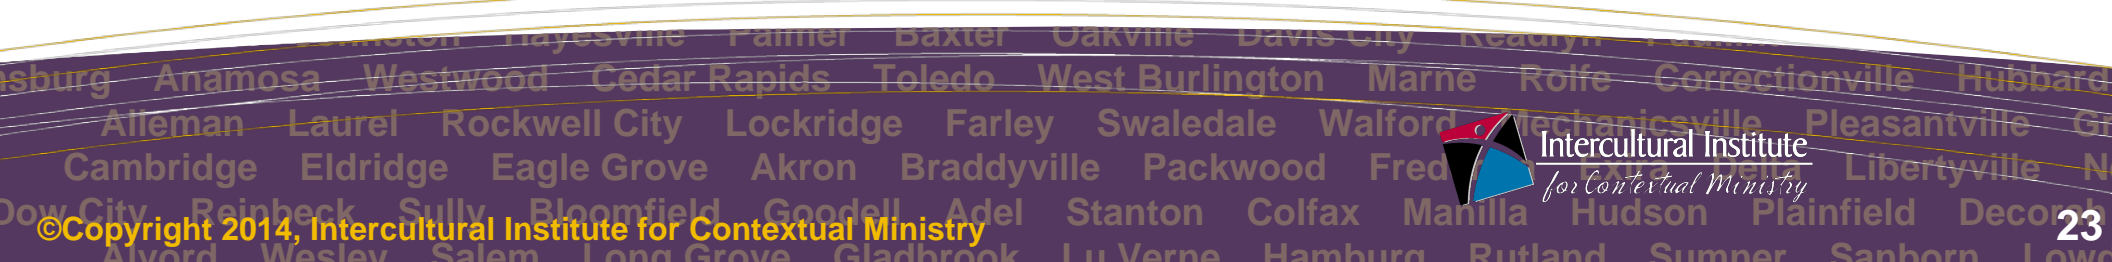 Hayesville Palmer Baxter Oakville Davis City Readlyn
Anamosa Westwood Cedar Rapids Toledo West Burlington Marne Rolfe Correctionville Hubbard
Alleman Laurel Rockwell City Lockridge Farley Swaledale Walford Mechanicsville Pleasantville
Intercultural Institute
Cambridge Eldridge Eagle Grove Akron Braddyville Packwood Exira Delta Libertyville
for Contextual Ministry
Dow City Reinbeck Sully Bloomfield Goodell Adel Stanton Colfax Manilla Hudson Plainfield Decorah
©Copyright 2014, Intercultural Institute for Contextual Ministry
23
Alvord Wesley Salem Long Grove Gladbrook Lu Verne Hamburg Rutland Sumner Sanborn